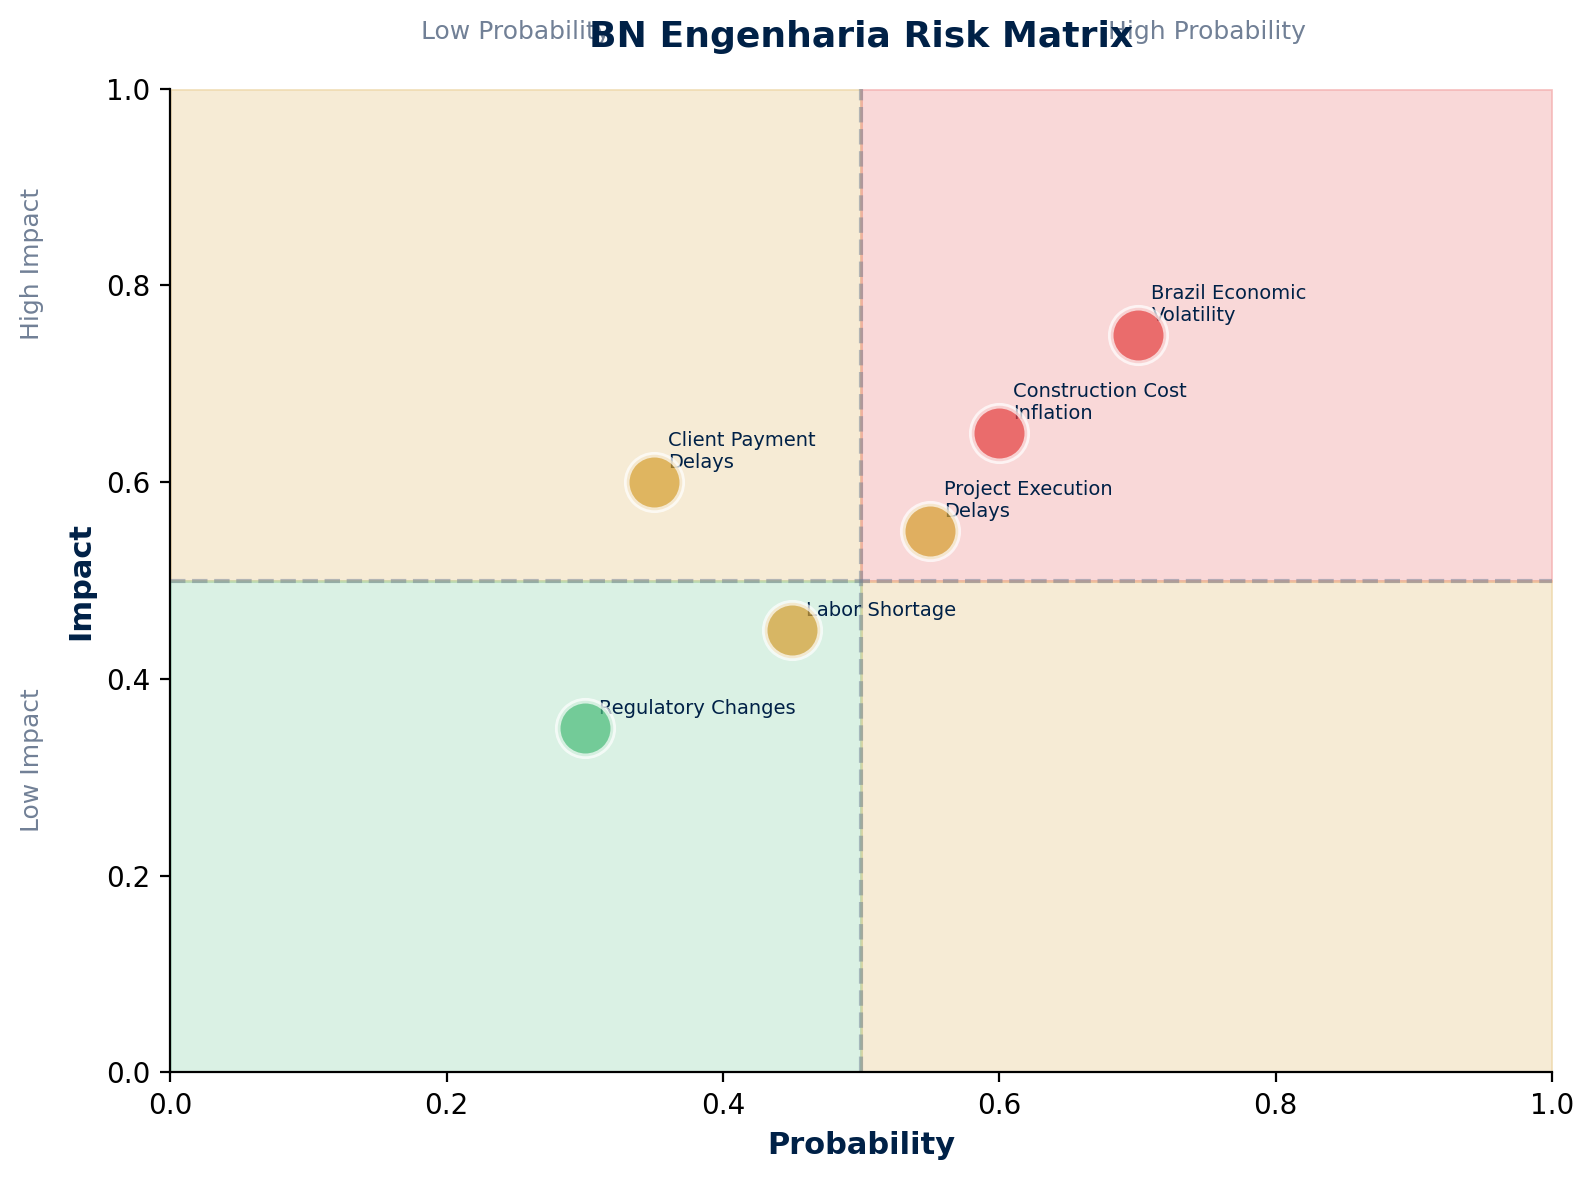 Low Probability
BN Engenharia Risk Matrix
High Probability
1.0
High Impact
0.8
Brazil Economic
Volatility
Construction Cost
Inflation
Client Payment
Delays
0.6
Project Execution
Delays
Impact
Labor Shortage
0.4
Regulatory Changes
Low Impact
0.2
0.0
0.0
0.2
0.4
0.6
0.8
1.0
Probability